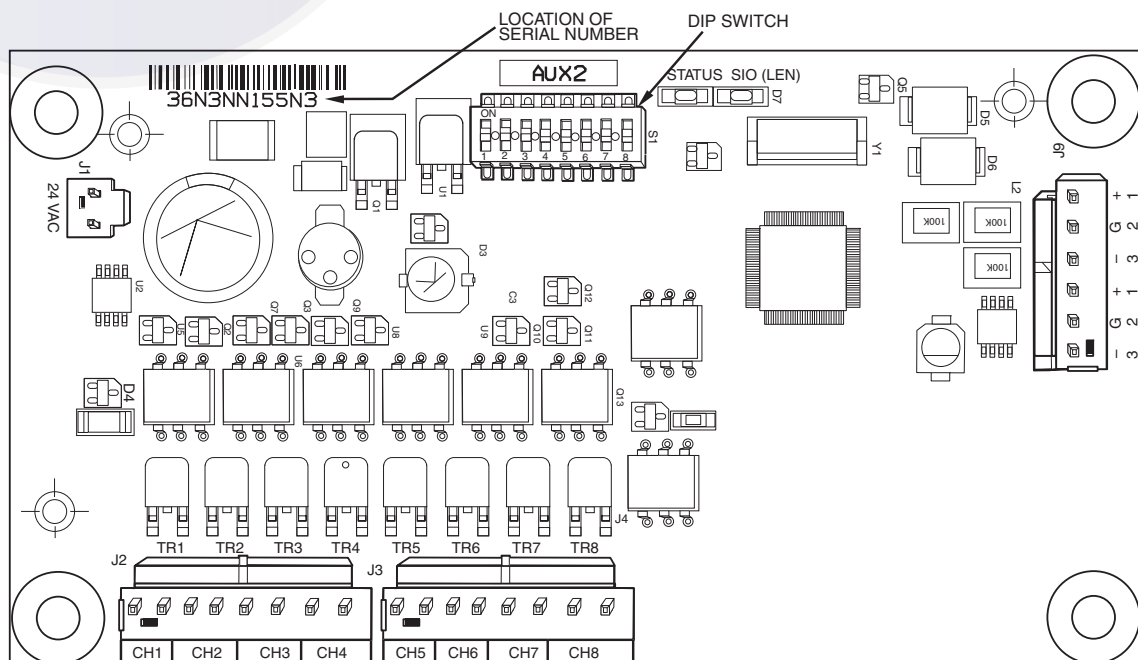 LOCATION OF
SERIAL NUMBER
DIP SWITCH
AUX2
STATUS SIO (LEN)
36N3NN155N3
D7
Q5
D5
ON
1 2 3 4 5 6 7 8
S1
Y1
D6
J9
J1
24 VAC
Q1
U1
L2
100K
100K
100K
+ 1
G 2
- 3
+ 1
G 2
- 3
D3
U2
C3
Q12
U5
Q2
Q7
Q3
Q9
U8
U9
Q10
Q11
U6
D4
Q13
J4
TR1 TR2 TR3 TR4 TR5 TR6 TR7 TR8
J2
J3
CH1 CH2 CH3 CH4 CH5 CH6 CH7 CH8